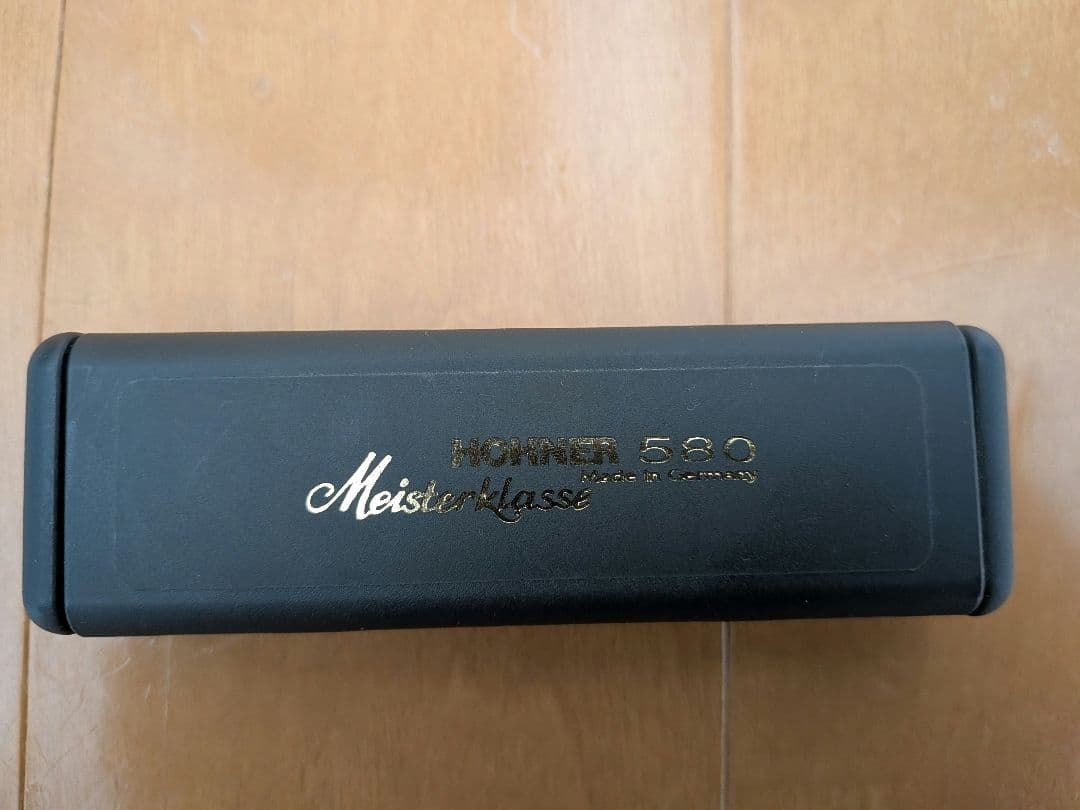 HOHNER 580
Made in Germany
Meisterklasse